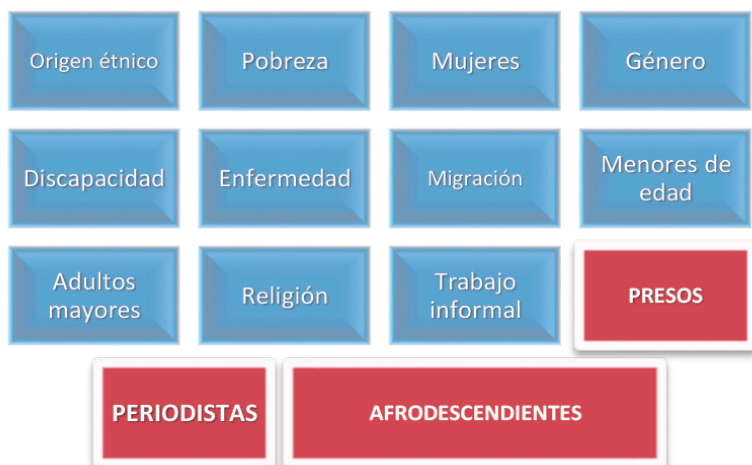 Origen étnico
Pobreza
Mujeres
Género
Discapacidad
Enfermedad
Migración
Menores de
edad
Adultos
mayores
Religión
Trabajo
informal
PRESOS
PERIODISTAS
AFRODESCENDIENTES